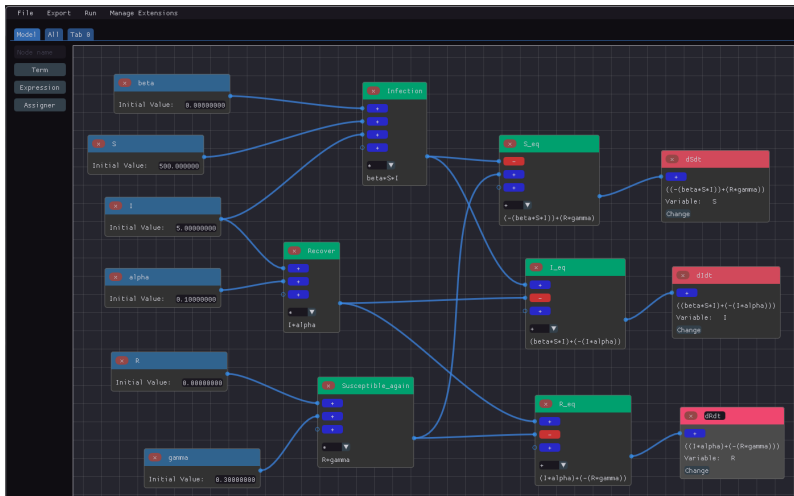 File Export Run Manage Extensions
Model All Tab 0
Node name
Term
Expression
Assigner
beta
Initial Value: 0.00000000
S
Initial Value: 500.000000
I
Initial Value: 5.00000000
alpha
Initial Value: 0.10000000
R
Initial Value: 0.00000000
gamma
Initial Value: 0.30000000
Infection
+
+
+
+
*
beta*S*I
Recover
+
+
+
*
I*alpha
Susceptible_again
+
+
+
*
R*gamma
S_eq
-
+
+
+
(-(beta*S*I))+(R*gamma)
I_eq
+
-
+
+
(beta*S*I)+(-(I*alpha))
R_eq
+
-
+
+
(I*alpha)+(-(R*gamma))
dSdt
+
((-(beta*S*I))+(R*gamma))
Variable: S
Change
dIdt
+
((beta*S*I)+(-(I*alpha)))
Variable: I
Change
dRdt
+
((I*alpha)+(-(R*gamma)))
Variable: R
Change